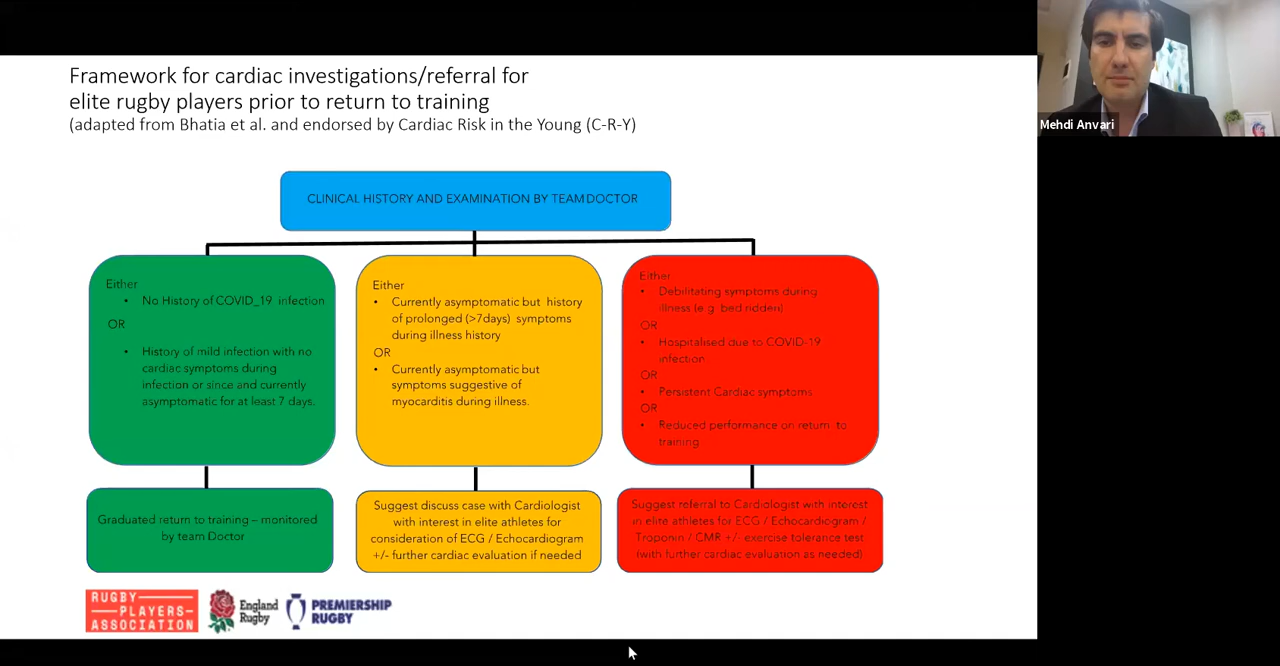 Framework for cardiac investigations/referral for
elite rugby players prior to return to training
(adapted from Bhatia et al. and endorsed by Cardiac Risk in the Young (C-R-Y)
Mehdi Anvari
CLINICAL HISTORY AND EXAMINATION BY TEAM DOCTOR
Either
• No History of COVID_19 infection
OR
• History of mild infection with no
cardiac symptoms during
infection or since and currently
asymptomatic for at least 7 days.
Either
• Currently asymptomatic but history
of prolonged (>7days) symptoms
during illness history
OR
• Currently asymptomatic but
symptoms suggestive of
myocarditis during illness.
Either
• Debilitating symptoms during
illness (e.g. bed ridden)
OR
• Hospitalised due to COVID-19
infection
OR
• Persistent Cardiac symptoms
OR
• Reduced performance on return to
training
Graduated return to training – monitored
by team Doctor
Suggest discuss case with Cardiologist
with interest in elite athletes for
consideration of ECG / Echocardiogram
+/- further cardiac evaluation if needed
Suggest referral to Cardiologist with interest
in elite athletes for ECG / Echocardiogram /
Troponin / CMR +/- exercise tolerance test
(with further cardiac evaluation as needed)
RUGBY
PLAYERS
ASSOCIATION
England
Rugby
PREMIERSHIP
RUGBY